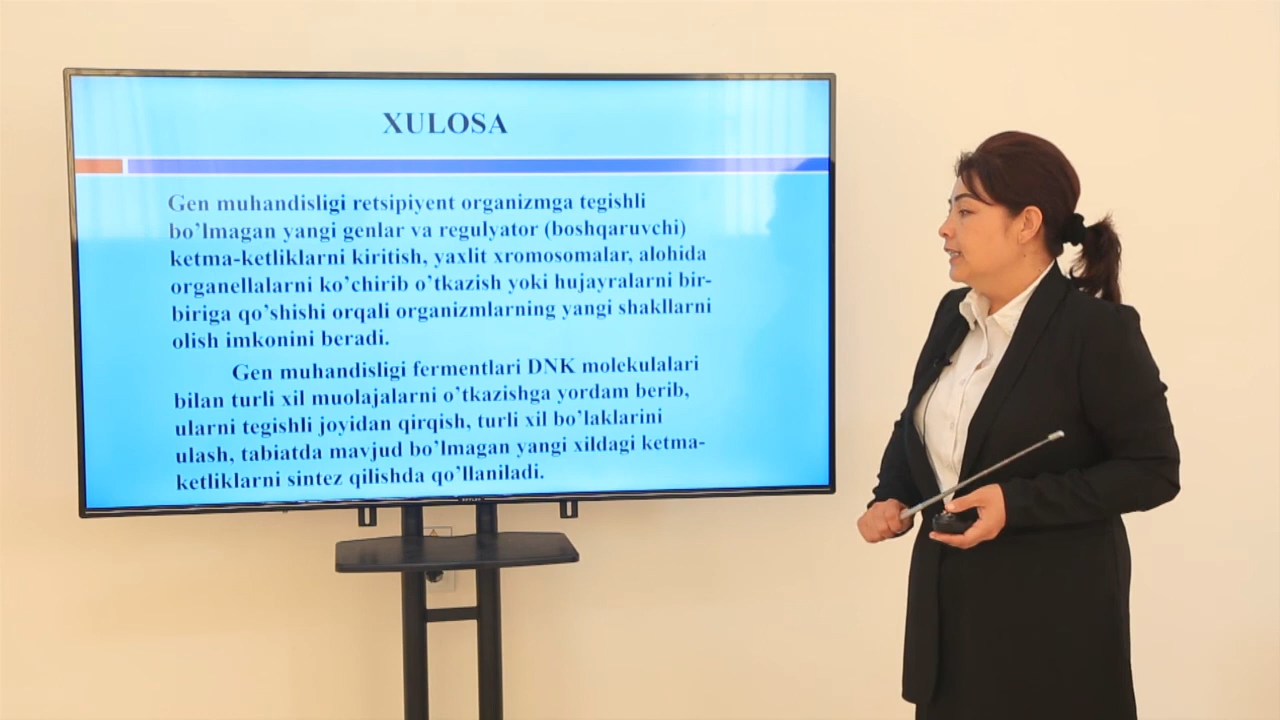 XULOSA
Gen muhandisligi retsipiyent organizmga tegishli
bo’lmagan yangi genlar va regulyator (boshqaruvchi)
ketma-ketliklarni kiritish, yaxlit xromosomalar, alohida
organellalarni ko’chirib o’tkazish yoki hujayralarni bir-
biriga qo’shishi orqali organizmlarning yangi shakllarni
olish imkonini beradi.
Gen muhandisligi fermentlari DNK molekulalari
bilan turli xil muolajalarni o’tkazishga yordam berib,
ularni tegishli joyidan qirqish, turli xil bo’laklarini
ulash, tabiatda mavjud bo’lmagan yangi xildagi ketma-
ketliklarni sintez qilishda qo’llaniladi.